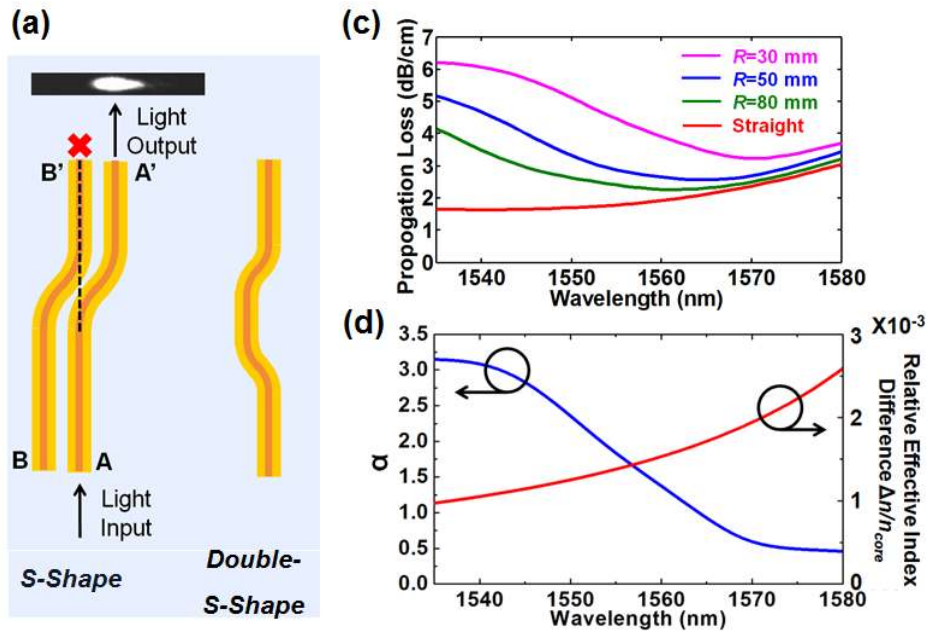 (a)
Light
Output
B'
A'
B
A
Light
Input
S-Shape
Double-
S-Shape
(c)
Propogation Loss (dB/cm)
7
6
5
4
3
2
1
0
R=30 mm
R=50 mm
R=80 mm
Straight
1540 1550 1560 1570 1580
Wavelength (nm)
(d)
α
3.5
3.0
2.5
2.0
1.5
1.0
0.5
0.0
X10⁻³
3
2
1
0
Relative Effective Index
Difference Δn/n_core
1540 1550 1560 1570 1580
Wavelength (nm)